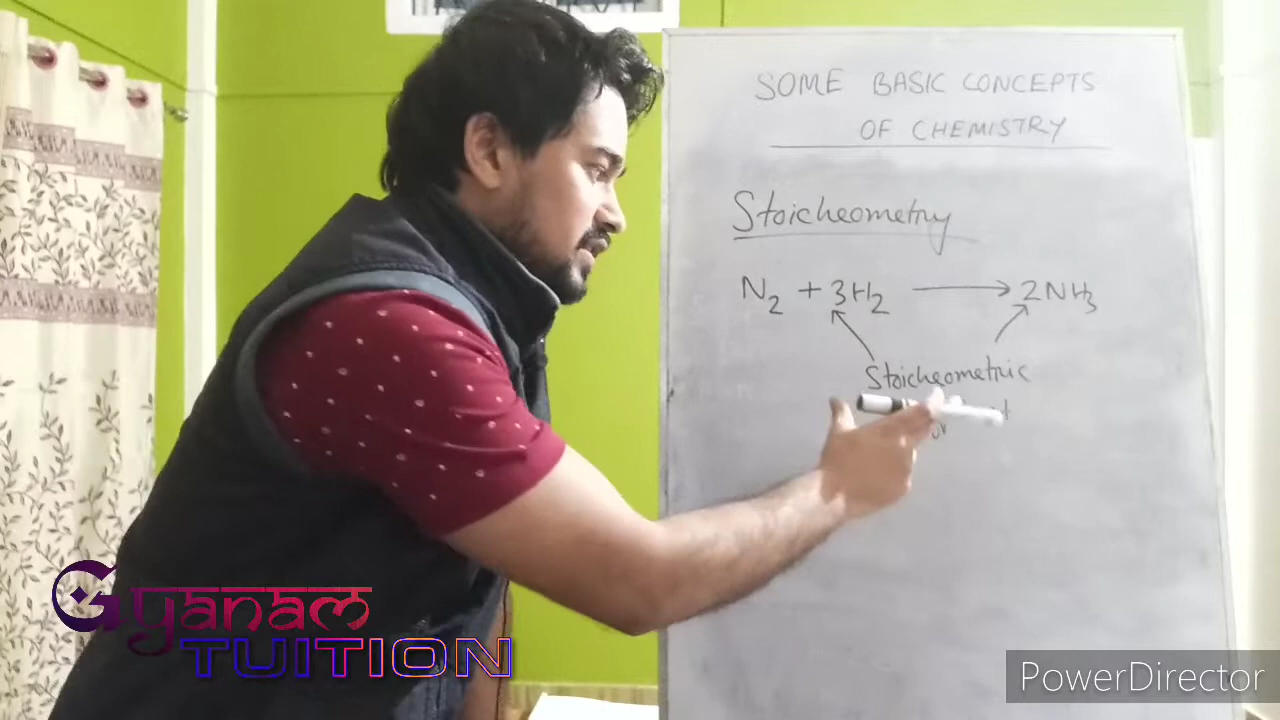 SOME BASIC CONCEPTS
OF CHEMISTRY
Stoicheometry
N2 + 3H2 → 2NH3
Stoicheometric
Gyanam
TUITION
PowerDirector